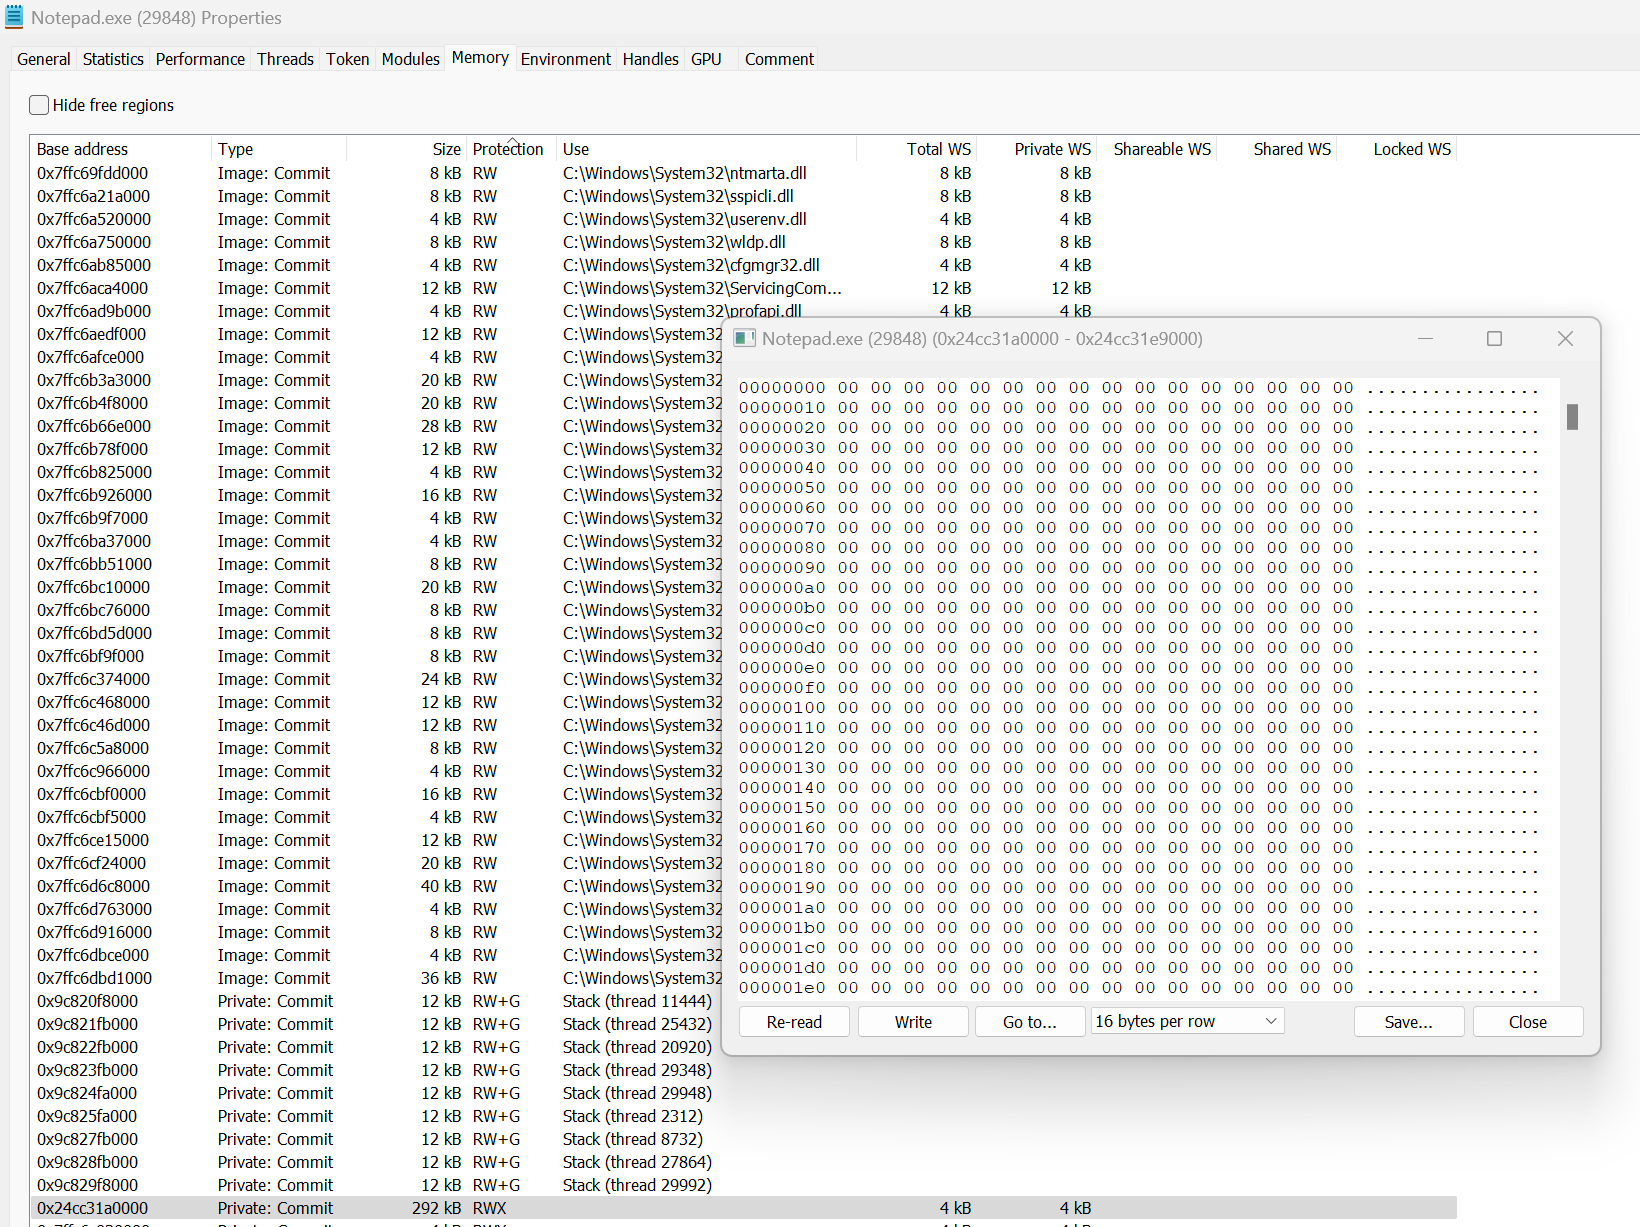 Notepad.exe (29848) Properties
General Statistics Performance Threads Token Modules Memory Environment Handles GPU Comment
Hide free regions
Base address Type Size Protection Use Total WS Private WS Shareable WS Shared WS Locked WS
0x7ffc69fdd000 Image: Commit 8 kB RW C:\Windows\System32\ntmarta.dll 8 kB 8 kB
0x7ffc6a21a000 Image: Commit 8 kB RW C:\Windows\System32\sspicli.dll 8 kB 8 kB
0x7ffc6a520000 Image: Commit 4 kB RW C:\Windows\System32\userenv.dll 4 kB 4 kB
0x7ffc6a750000 Image: Commit 8 kB RW C:\Windows\System32\wldp.dll 8 kB 8 kB
0x7ffc6ab85000 Image: Commit 4 kB RW C:\Windows\System32\cfgmgr32.dll 4 kB 4 kB
0x7ffc6aca4000 Image: Commit 12 kB RW C:\Windows\System32\ServicingCom... 12 kB 12 kB
0x7ffc6ad9b000 Image: Commit 4 kB RW C:\Windows\System32\profapi.dll 4 kB 4 kB
0x7ffc6aedf000 Image: Commit 12 kB RW C:\Windows\System32
0x7ffc6afce000 Image: Commit 4 kB RW C:\Windows\System32
0x7ffc6b3a3000 Image: Commit 20 kB RW C:\Windows\System32
0x7ffc6b4f8000 Image: Commit 20 kB RW C:\Windows\System32
0x7ffc6b66e000 Image: Commit 28 kB RW C:\Windows\System32
0x7ffc6b78f000 Image: Commit 12 kB RW C:\Windows\System32
0x7ffc6b825000 Image: Commit 4 kB RW C:\Windows\System32
0x7ffc6b926000 Image: Commit 16 kB RW C:\Windows\System32
0x7ffc6b9f7000 Image: Commit 4 kB RW C:\Windows\System32
0x7ffc6ba37000 Image: Commit 4 kB RW C:\Windows\System32
0x7ffc6bb51000 Image: Commit 8 kB RW C:\Windows\System32
0x7ffc6bc10000 Image: Commit 20 kB RW C:\Windows\System32
0x7ffc6bc76000 Image: Commit 8 kB RW C:\Windows\System32
0x7ffc6bd5d000 Image: Commit 8 kB RW C:\Windows\System32
0x7ffc6bf9f000 Image: Commit 8 kB RW C:\Windows\System32
0x7ffc6c374000 Image: Commit 24 kB RW C:\Windows\System32
0x7ffc6c468000 Image: Commit 12 kB RW C:\Windows\System32
0x7ffc6c46d000 Image: Commit 12 kB RW C:\Windows\System32
0x7ffc6c5a8000 Image: Commit 8 kB RW C:\Windows\System32
0x7ffc6c966000 Image: Commit 4 kB RW C:\Windows\System32
0x7ffc6cbf0000 Image: Commit 16 kB RW C:\Windows\System32
0x7ffc6cbf5000 Image: Commit 4 kB RW C:\Windows\System32
0x7ffc6ce15000 Image: Commit 12 kB RW C:\Windows\System32
0x7ffc6cf24000 Image: Commit 20 kB RW C:\Windows\System32
0x7ffc6d6c8000 Image: Commit 40 kB RW C:\Windows\System32
0x7ffc6d763000 Image: Commit 4 kB RW C:\Windows\System32
0x7ffc6d916000 Image: Commit 8 kB RW C:\Windows\System32
0x7ffc6dbce000 Image: Commit 4 kB RW C:\Windows\System32
0x7ffc6dbd1000 Image: Commit 36 kB RW C:\Windows\System32
0x9c820f8000 Private: Commit 12 kB RW+G Stack (thread 11444)
0x9c821fb000 Private: Commit 12 kB RW+G Stack (thread 25432)
0x9c822fb000 Private: Commit 12 kB RW+G Stack (thread 20920)
0x9c823fb000 Private: Commit 12 kB RW+G Stack (thread 29348)
0x9c824fa000 Private: Commit 12 kB RW+G Stack (thread 29948)
0x9c825fa000 Private: Commit 12 kB RW+G Stack (thread 2312)
0x9c827fb000 Private: Commit 12 kB RW+G Stack (thread 8732)
0x9c828fb000 Private: Commit 12 kB RW+G Stack (thread 27864)
0x9c829f8000 Private: Commit 12 kB RW+G Stack (thread 29992)
0x24cc31a0000 Private: Commit 292 kB RWX 4 kB 4 kB
Notepad.exe (29848) (0x24cc31a0000 - 0x24cc31e9000)
00000000 00 00 00 00 00 00 00 00 00 00 00 00 00 00 00 00 ................
00000010 00 00 00 00 00 00 00 00 00 00 00 00 00 00 00 00 ................
00000020 00 00 00 00 00 00 00 00 00 00 00 00 00 00 00 00 ................
00000030 00 00 00 00 00 00 00 00 00 00 00 00 00 00 00 00 ................
00000040 00 00 00 00 00 00 00 00 00 00 00 00 00 00 00 00 ................
00000050 00 00 00 00 00 00 00 00 00 00 00 00 00 00 00 00 ................
00000060 00 00 00 00 00 00 00 00 00 00 00 00 00 00 00 00 ................
00000070 00 00 00 00 00 00 00 00 00 00 00 00 00 00 00 00 ................
00000080 00 00 00 00 00 00 00 00 00 00 00 00 00 00 00 00 ................
00000090 00 00 00 00 00 00 00 00 00 00 00 00 00 00 00 00 ................
000000a0 00 00 00 00 00 00 00 00 00 00 00 00 00 00 00 00 ................
000000b0 00 00 00 00 00 00 00 00 00 00 00 00 00 00 00 00 ................
000000c0 00 00 00 00 00 00 00 00 00 00 00 00 00 00 00 00 ................
000000d0 00 00 00 00 00 00 00 00 00 00 00 00 00 00 00 00 ................
000000e0 00 00 00 00 00 00 00 00 00 00 00 00 00 00 00 00 ................
000000f0 00 00 00 00 00 00 00 00 00 00 00 00 00 00 00 00 ................
00000100 00 00 00 00 00 00 00 00 00 00 00 00 00 00 00 00 ................
00000110 00 00 00 00 00 00 00 00 00 00 00 00 00 00 00 00 ................
00000120 00 00 00 00 00 00 00 00 00 00 00 00 00 00 00 00 ................
00000130 00 00 00 00 00 00 00 00 00 00 00 00 00 00 00 00 ................
00000140 00 00 00 00 00 00 00 00 00 00 00 00 00 00 00 00 ................
00000150 00 00 00 00 00 00 00 00 00 00 00 00 00 00 00 00 ................
00000160 00 00 00 00 00 00 00 00 00 00 00 00 00 00 00 00 ................
00000170 00 00 00 00 00 00 00 00 00 00 00 00 00 00 00 00 ................
00000180 00 00 00 00 00 00 00 00 00 00 00 00 00 00 00 00 ................
00000190 00 00 00 00 00 00 00 00 00 00 00 00 00 00 00 00 ................
000001a0 00 00 00 00 00 00 00 00 00 00 00 00 00 00 00 00 ................
000001b0 00 00 00 00 00 00 00 00 00 00 00 00 00 00 00 00 ................
000001c0 00 00 00 00 00 00 00 00 00 00 00 00 00 00 00 00 ................
000001d0 00 00 00 00 00 00 00 00 00 00 00 00 00 00 00 00 ................
000001e0 00 00 00 00 00 00 00 00 00 00 00 00 00 00 00 00 ................
Re-read Write Go to... 16 bytes per row Save... Close